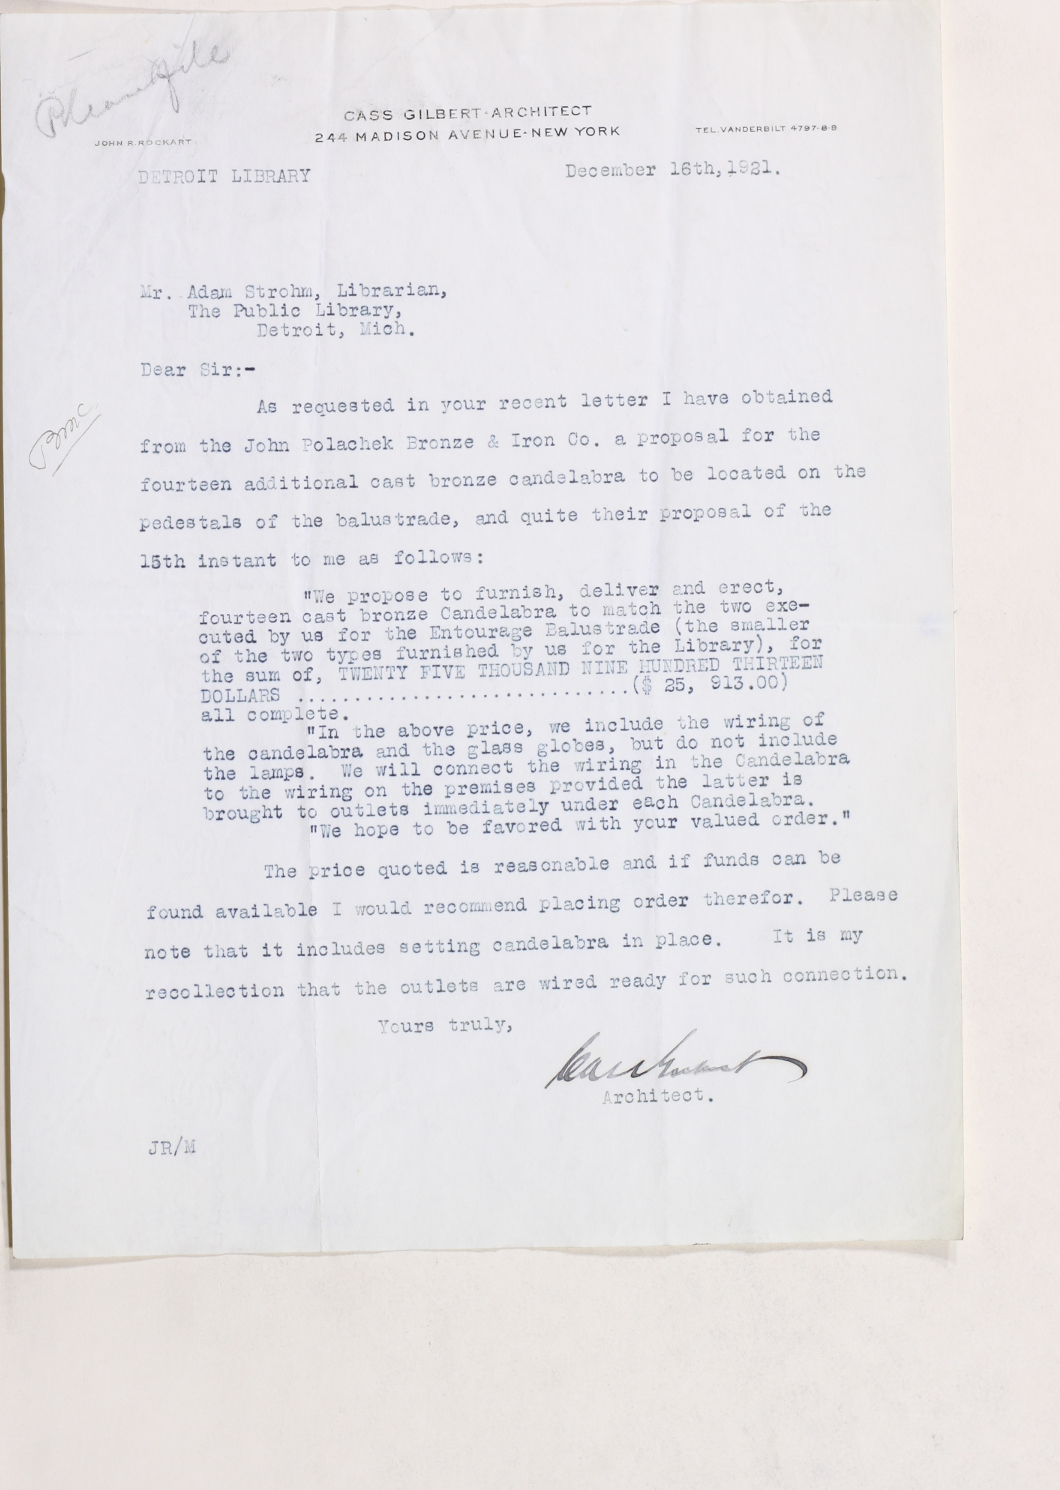 Please file
CASS GILBERT-ARCHITECT
244 MADISON AVENUE-NEW YORK
TEL.VANDERBILT 4797-8-9
JOHN R. ROCKART
DETROIT LIBRARY
December 16th, 1921.
Mr. Adam Strohm, Librarian,
The Public Library,
Detroit, Mich.
Dear Sir:-
As requested in your recent letter I have obtained
from the John Polachek Bronze & Iron Co. a proposal for the
fourteen additional cast bronze candelabra to be located on the
pedestals of the balustrade, and quite their proposal of the
15th instant to me as follows:
"We propose to furnish, deliver and erect,
fourteen cast bronze Candelabra to match the two exe-
cuted by us for the Entourage Balustrade (the smaller
of the two types furnished by us for the Library), for
the sum of, TWENTY FIVE THOUSAND NINE HUNDRED THIRTEEN
DOLLARS .............................($ 25, 913.00)
all complete.
"In the above price, we include the wiring of
the candelabra and the glass globes, but do not include
the lamps. We will connect the wiring in the Candelabra
to the wiring on the premises provided the latter is
brought to outlets immediately under each Candelabra.
"We hope to be favored with your valued order."
The price quoted is reasonable and if funds can be
found available I would recommend placing order therefor. Please
note that it includes setting candelabra in place. It is my
recollection that the outlets are wired ready for such connection.
Yours truly,
Cass Gilbert
Architect.
JR/M